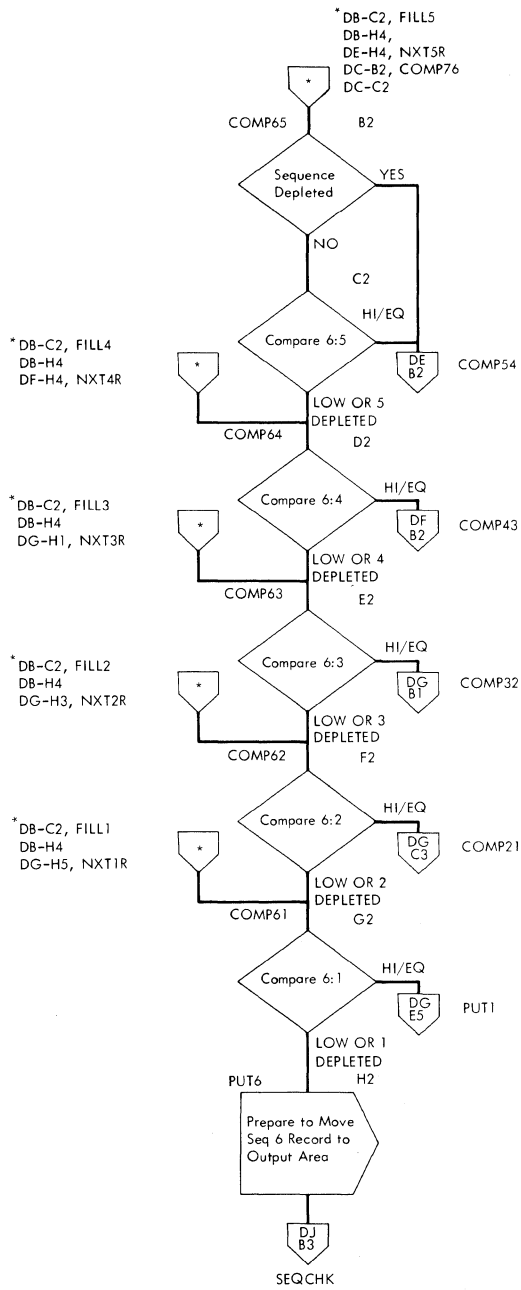 *DB-C2, FILL5
DB-H4,
DE-H4, NXT5R
DC-B2, COMP76
DC-C2
*
COMP65
B2
Sequence
Depleted
YES
NO
C2
HI/EQ
Compare 6:5
DE
B2
COMP54
*DB-C2, FILL4
DB-H4
DF-H4, NXT4R
*
COMP64
LOW OR 5
DEPLETED
D2
HI/EQ
Compare 6:4
DF
B2
COMP43
*DB-C2, FILL3
DB-H4
DG-H1, NXT3R
*
COMP63
LOW OR 4
DEPLETED
E2
HI/EQ
Compare 6:3
DG
B1
COMP32
*DB-C2, FILL2
DB-H4
DG-H3, NXT2R
*
COMP62
LOW OR 3
DEPLETED
F2
HI/EQ
Compare 6:2
DG
C3
COMP21
*DB-C2, FILL1
DB-H4
DG-H5, NXT1R
*
COMP61
LOW OR 2
DEPLETED
G2
HI/EQ
Compare 6:1
DG
E5
PUT1
LOW OR 1
DEPLETED
H2
PUT6
Prepare to Move
Seq 6 Record to
Output Area
DJ
B3
SEQCHK